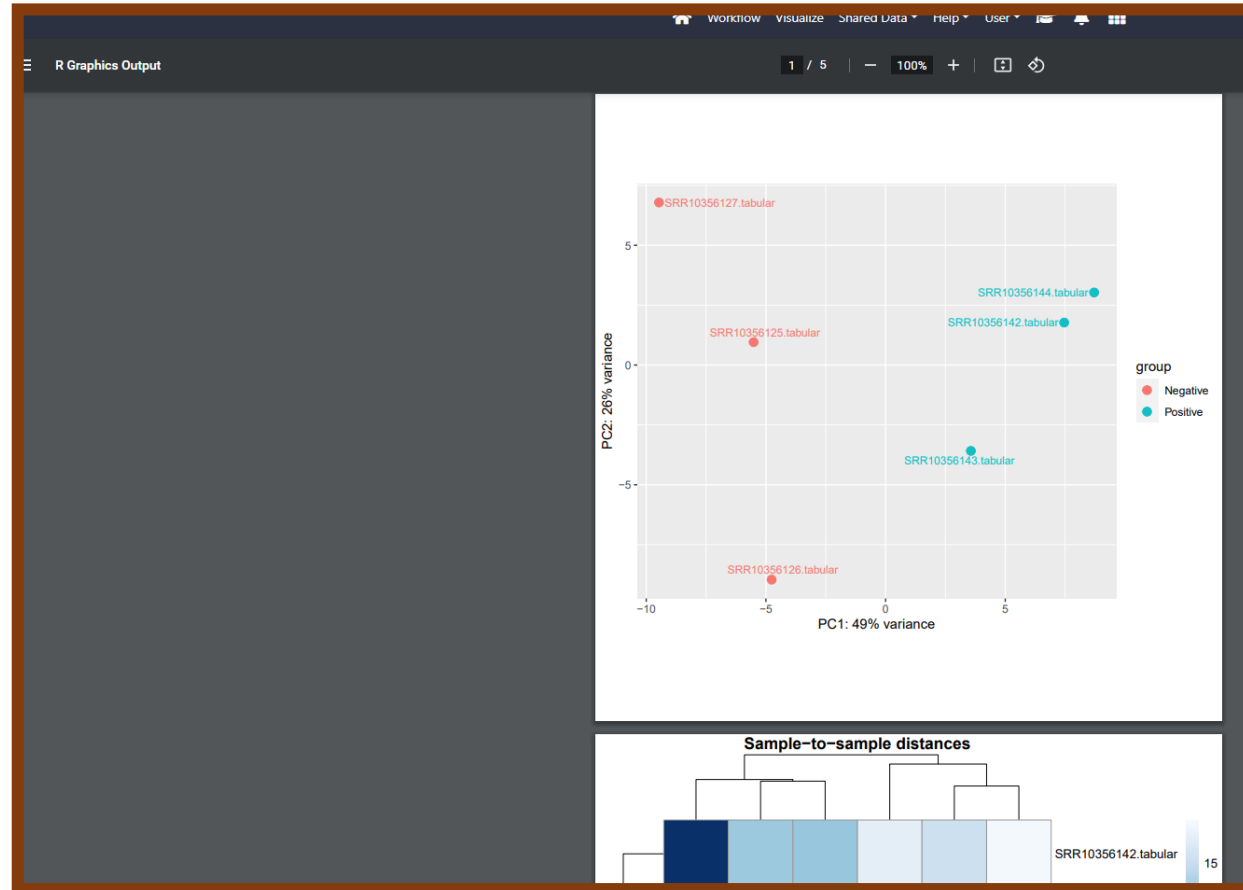 Workflow Visualize Shared Data Help User
R Graphics Output
1 / 5
100%
SRR10356127.tabular
5
SRR10356144.tabular
SRR10356142.tabular
SRR10356125.tabular
0
PC2: 26% variance
group
Negative
Positive
SRR10356143.tabular
−5
SRR10356126.tabular
−10
−5
0
5
PC1: 49% variance
Sample−to−sample distances
SRR10356142.tabular
15